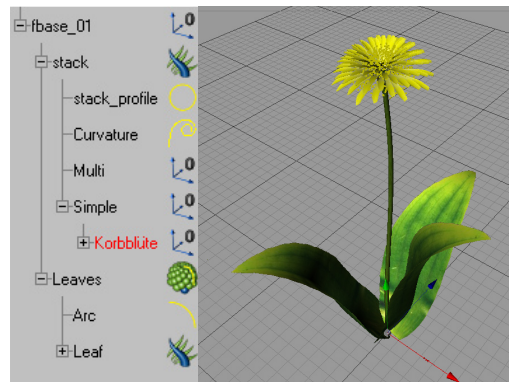 fbase_01
stack
stack_profile
Curvature
Multi
Simple
Korbblüte
Leaves
Arc
Leaf